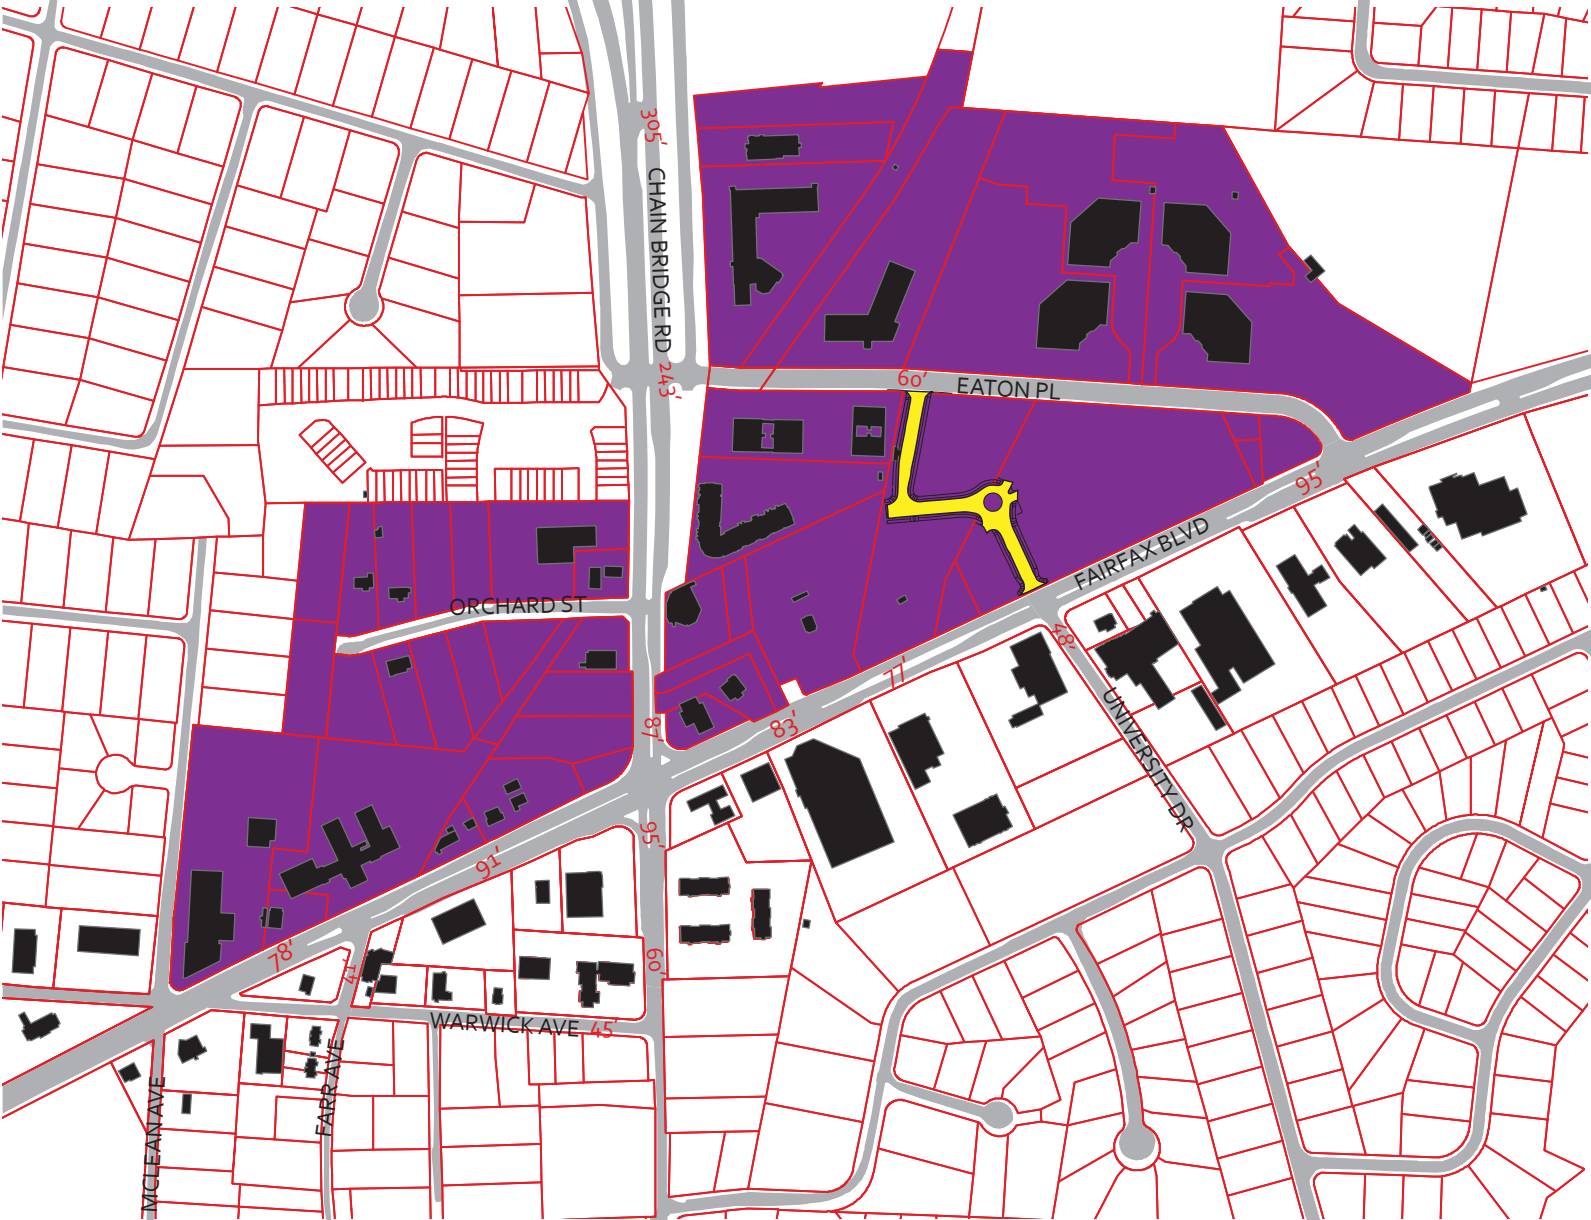 305'
CHAIN BRIDGE RD
243'
60'
EATON PL
95'
FAIRFAX BLVD
ORCHARD ST
48'
77'
83'
87'
UNIVERSITY DR
95'
91'
78'
41'
60'
WARWICK AVE
45'
FARR AVE
MCLEAN AVE